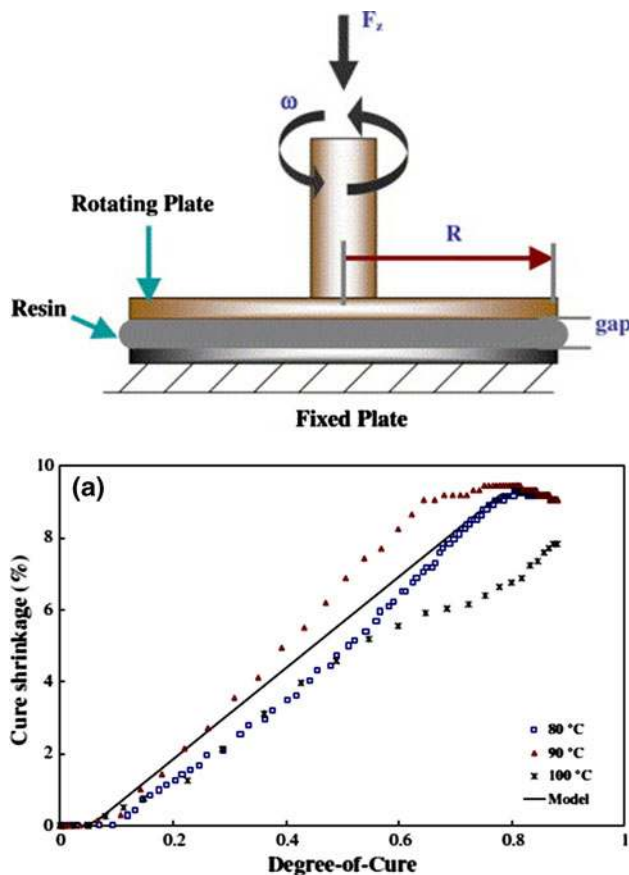 F_z
ω
Rotating Plate
R
Resin
gap
Fixed Plate
(a)
Cure shrinkage (%)
10
8
6
4
2
0
80 °C
90 °C
100 °C
Model
0 0.2 0.4 0.6 0.8 1
Degree-of-Cure